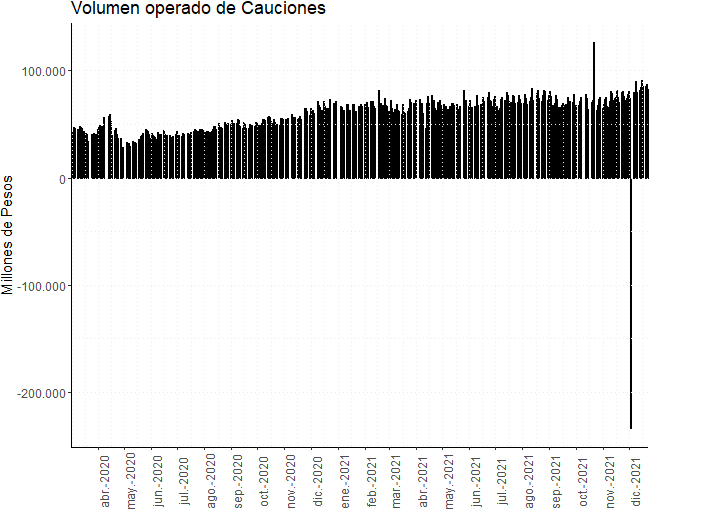 Volumen operado de Cauciones
Millones de Pesos
100.000
0
-100.000
-200.000
abr.-2020
may.-2020
jun.-2020
jul.-2020
ago.-2020
sep.-2020
oct.-2020
nov.-2020
dic.-2020
ene.-2021
feb.-2021
mar.-2021
abr.-2021
may.-2021
jun.-2021
jul.-2021
ago.-2021
sep.-2021
oct.-2021
nov.-2021
dic.-2021